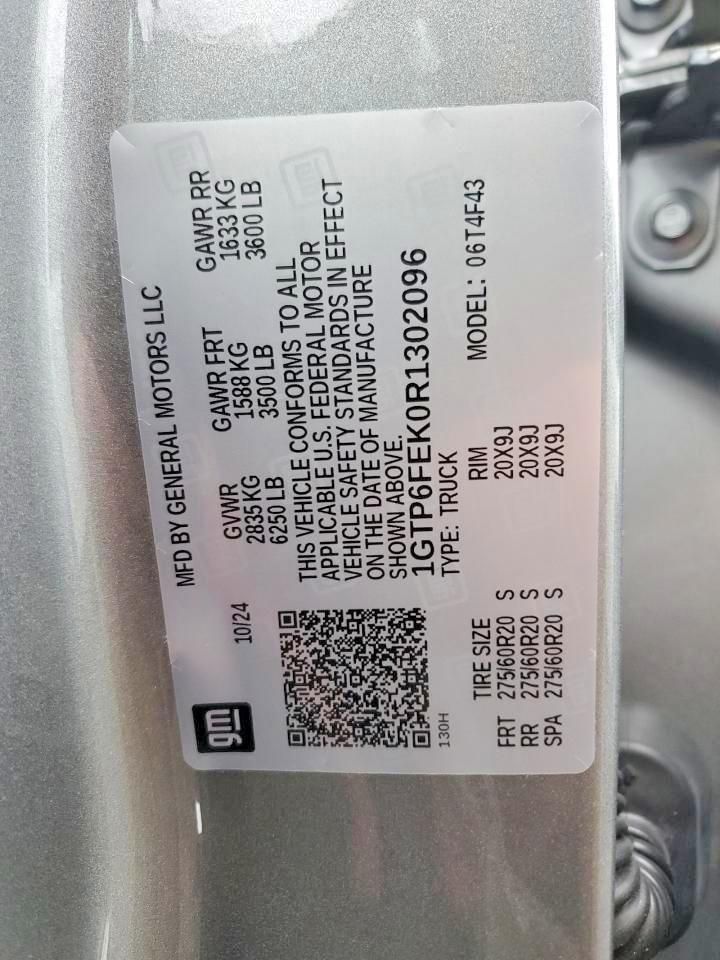 gm
10/24
MFD BY GENERAL MOTORS LLC
GVWR GAWR FRT GAWR RR
2835KG 1588 KG 1633 KG
6250 LB 3500 LB 3600 LB
THIS VEHICLE CONFORMS TO ALL
APPLICABLE U.S. FEDERAL MOTOR
VEHICLE SAFETY STANDARDS IN EFFECT
ON THE DATE OF MANUFACTURE
SHOWN ABOVE.
1GTP6FEK0R1302096
TYPE: TRUCK
130H
TIRE SIZE RIM MODEL: 06T4F43
FRT 275/60R20 S 20X9J
RR 275/60R20 S 20X9J
SPA 275/60R20 S 20X9J